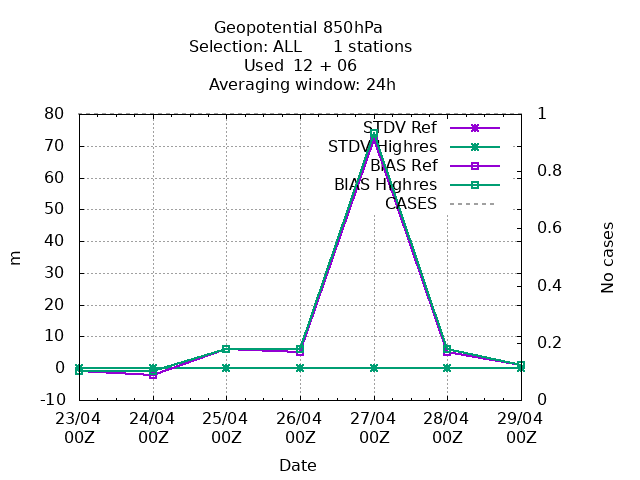 Geopotential 850hPa
Selection: ALL 1 stations
Used 12 + 06
Averaging window: 24h
80 1
STDV Ref
70
STDV Highres
BIAS Ref
60 0.8
BIAS Highres
50 CASES
0.6
40
30
0.4
20
10 0.2
0
-10 0
m
No cases
23/04 24/04 25/04 26/04 27/04 28/04 29/04
00Z 00Z 00Z 00Z 00Z 00Z 00Z
Date